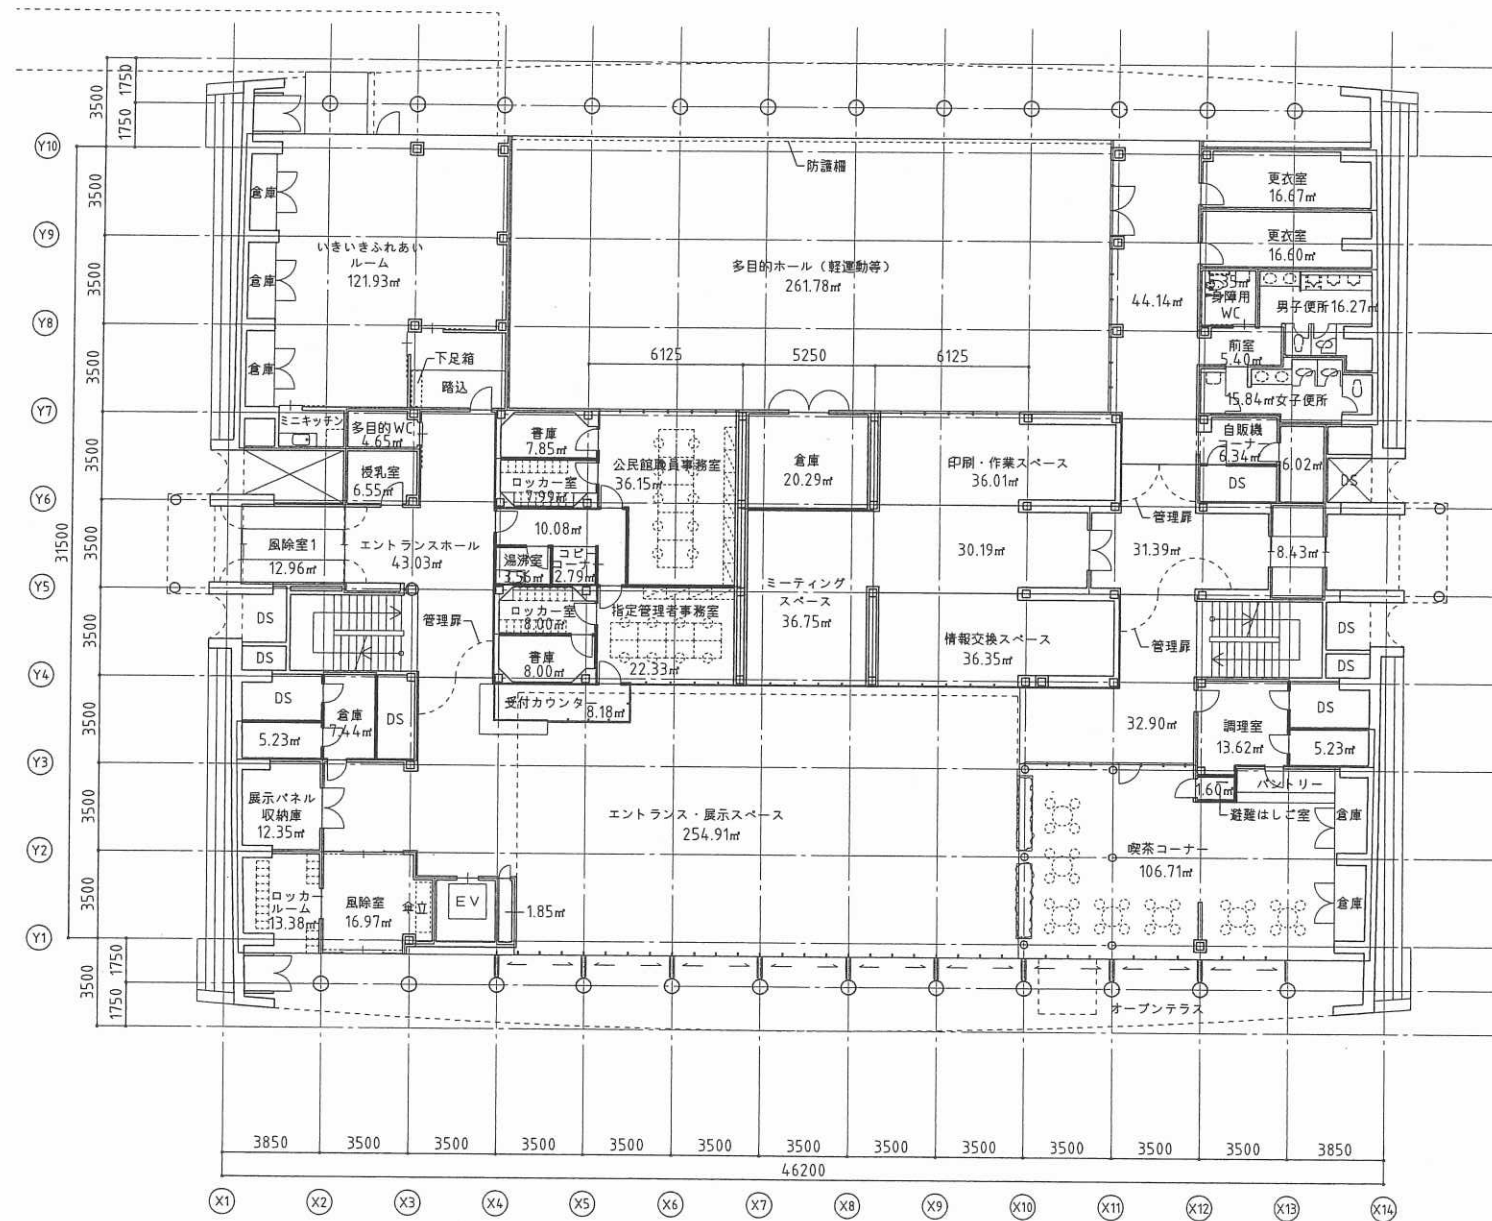 3500
1750
1750
Y10
Y9
Y8
Y7
Y6
Y5
Y4
Y3
Y2
Y1
3500
3500
3500
3500
3500
3500
3500
3500
3500
31500
3500
1750
1750
防護柵
倉庫
倉庫
倉庫
いきいきふれあい
ルーム
121.93㎡
多目的ホール（軽運動等）
261.78㎡
44.14㎡
更衣室
16.67㎡
更衣室
16.60㎡
身障用
WC
男子便所16.27㎡
前室
5.40㎡
15.84㎡女子便所
6125
5250
6125
下足箱
踏込
ミニキッチン
多目的WC
4.65㎡
授乳室
6.55㎡
書庫
7.85㎡
ロッカー室
7.99㎡
公民館職員事務室
36.15㎡
倉庫
20.29㎡
印刷・作業スペース
36.01㎡
自販機
コーナー
6.34㎡
6.02㎡
DS
DS
管理扉
風除室1
12.96㎡
エントランスホール
43.03㎡
10.08㎡
湯沸室
3.56㎡
コピー
コーナー
2.79㎡
30.19㎡
31.39㎡
8.43㎡
ミーティング
スペース
36.75㎡
DS
DS
管理扉
ロッカー室
8.00㎡
指定管理者事務室
22.33㎡
書庫
8.00㎡
情報交換スペース
36.35㎡
管理扉
DS
DS
DS
倉庫
7.44㎡
DS
5.23㎡
受付カウンター
8.18㎡
32.90㎡
調理室
13.62㎡
DS
5.23㎡
展示パネル
収納庫
12.35㎡
エントランス・展示スペース
254.91㎡
1.60㎡
パントリー
避難はしご室
倉庫
喫茶コーナー
106.71㎡
倉庫
ロッカー
ルーム
13.38㎡
風除室
16.97㎡
傘立
EV
1.85㎡
オープンテラス
3850
3500
3500
3500
3500
3500
3500
3500
3500
3500
3500
3500
3850
46200
X1
X2
X3
X4
X5
X6
X7
X8
X9
X10
X11
X12
X13
X14